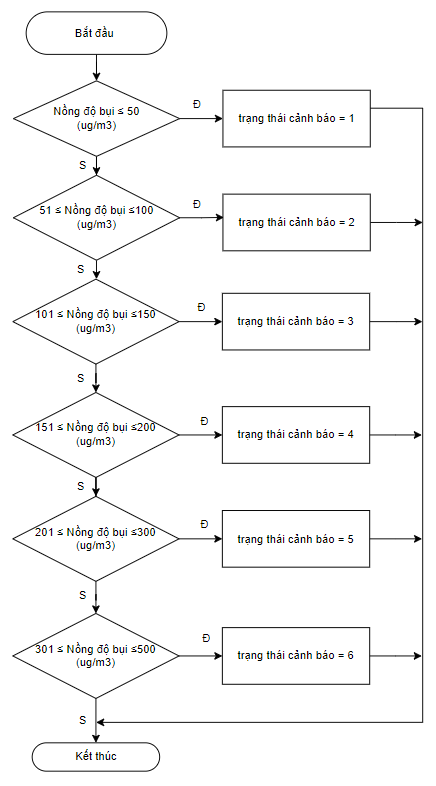 Bắt đầu
Nồng độ bụi ≤ 50
(ug/m3)
Đ
trạng thái cảnh báo = 1
S
51 ≤ Nồng độ bụi ≤100
(ug/m3)
Đ
trạng thái cảnh báo = 2
S
101 ≤ Nồng độ bụi ≤150
(ug/m3)
Đ
trạng thái cảnh báo = 3
S
151 ≤ Nồng độ bụi ≤200
(ug/m3)
Đ
trạng thái cảnh báo = 4
S
201 ≤ Nồng độ bụi ≤300
(ug/m3)
Đ
trạng thái cảnh báo = 5
S
301 ≤ Nồng độ bụi ≤500
(ug/m3)
Đ
trạng thái cảnh báo = 6
S
Kết thúc